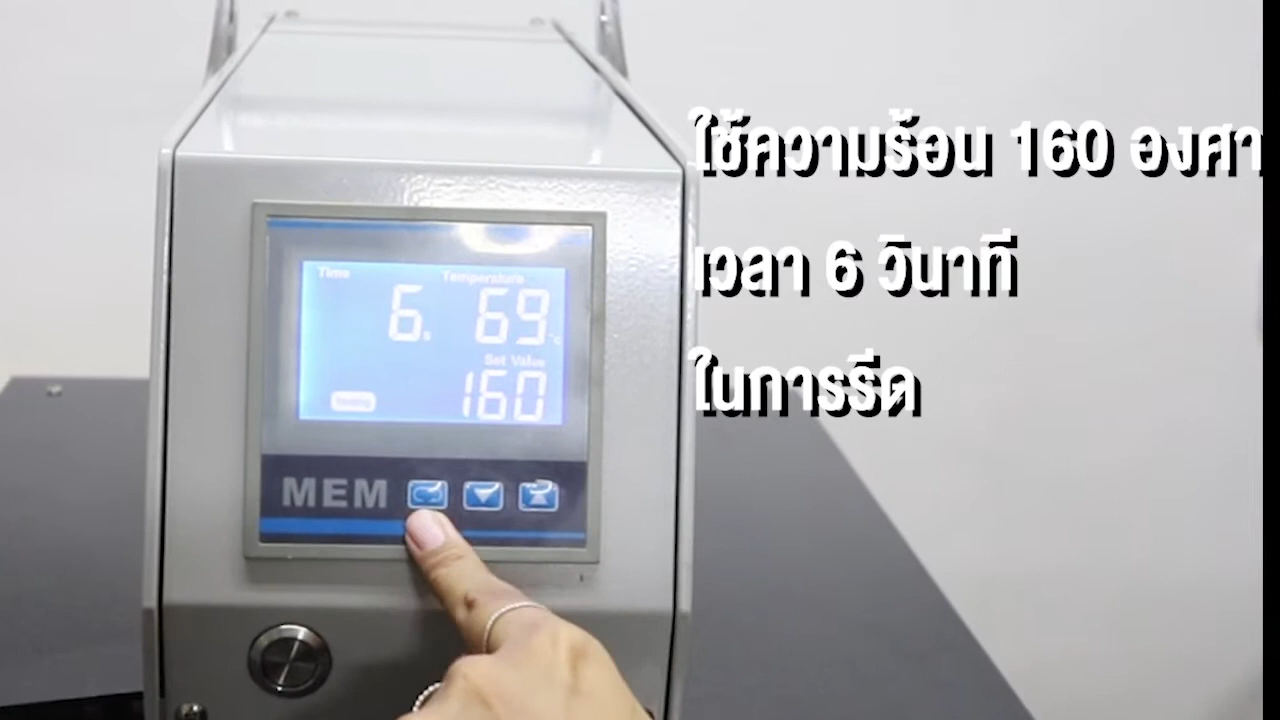 ใช้ความร้อน 160 องศา
เวลา 6 วินาที
ในการรีด
Time Temperature
6s 69°C
Set Value
160
MEM